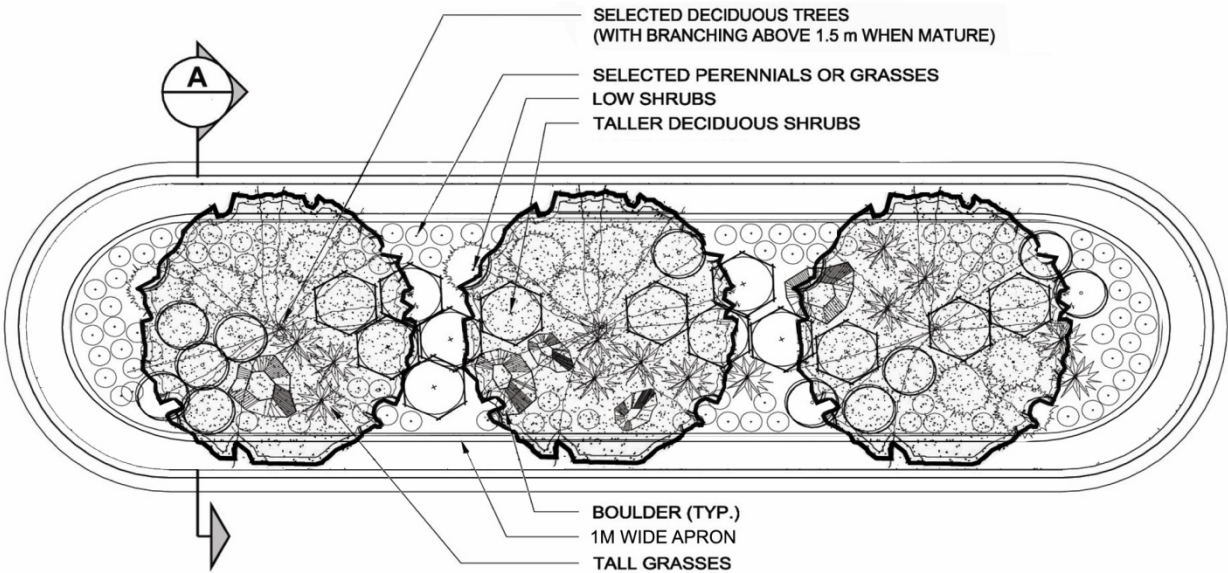 SELECTED DECIDUOUS TREES
(WITH BRANCHING ABOVE 1.5 m WHEN MATURE)
A
SELECTED PERENNIALS OR GRASSES
LOW SHRUBS
TALLER DECIDUOUS SHRUBS
BOULDER (TYP.)
1M WIDE APRON
TALL GRASSES